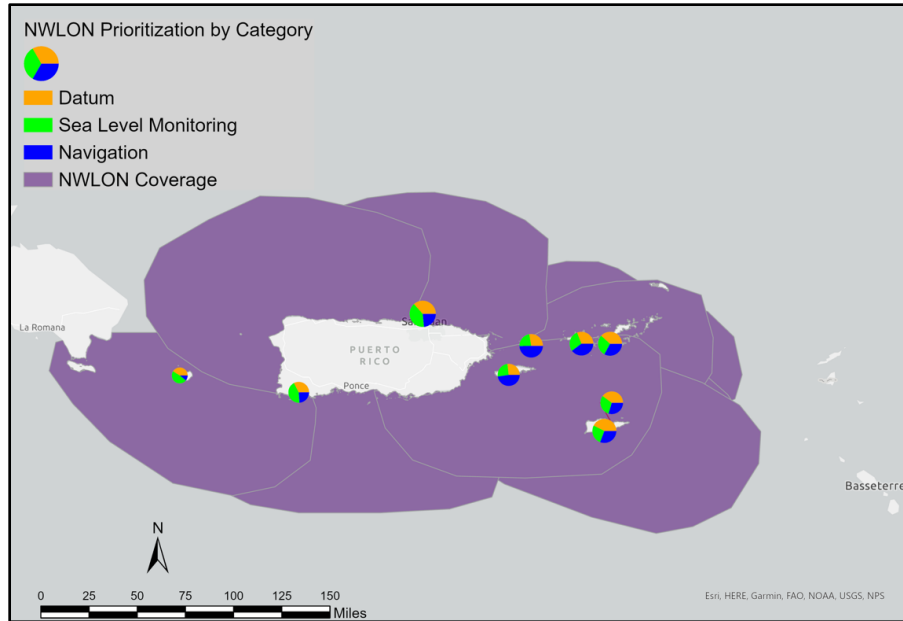 NWLON Prioritization by Category
Datum
Sea Level Monitoring
Navigation
NWLON Coverage
La Romana
PUERTO
RICO
Ponce
Basseterre
N
0 25 50 75 100 125 150
Miles
Esri, HERE, Garmin, FAO, NOAA, USGS, NPS